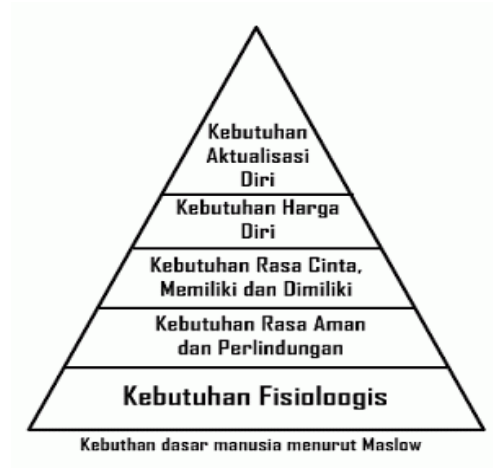 Kebutuhan
Aktualisasi
Diri
Kebutuhan Harga
Diri
Kebutuhan Rasa Cinta,
Memiliki dan Dimiliki
Kebutuhan Rasa Aman
dan Perlindungan
Kebutuhan Fisioloogis
Kebuthan dasar manusia menurut Maslow